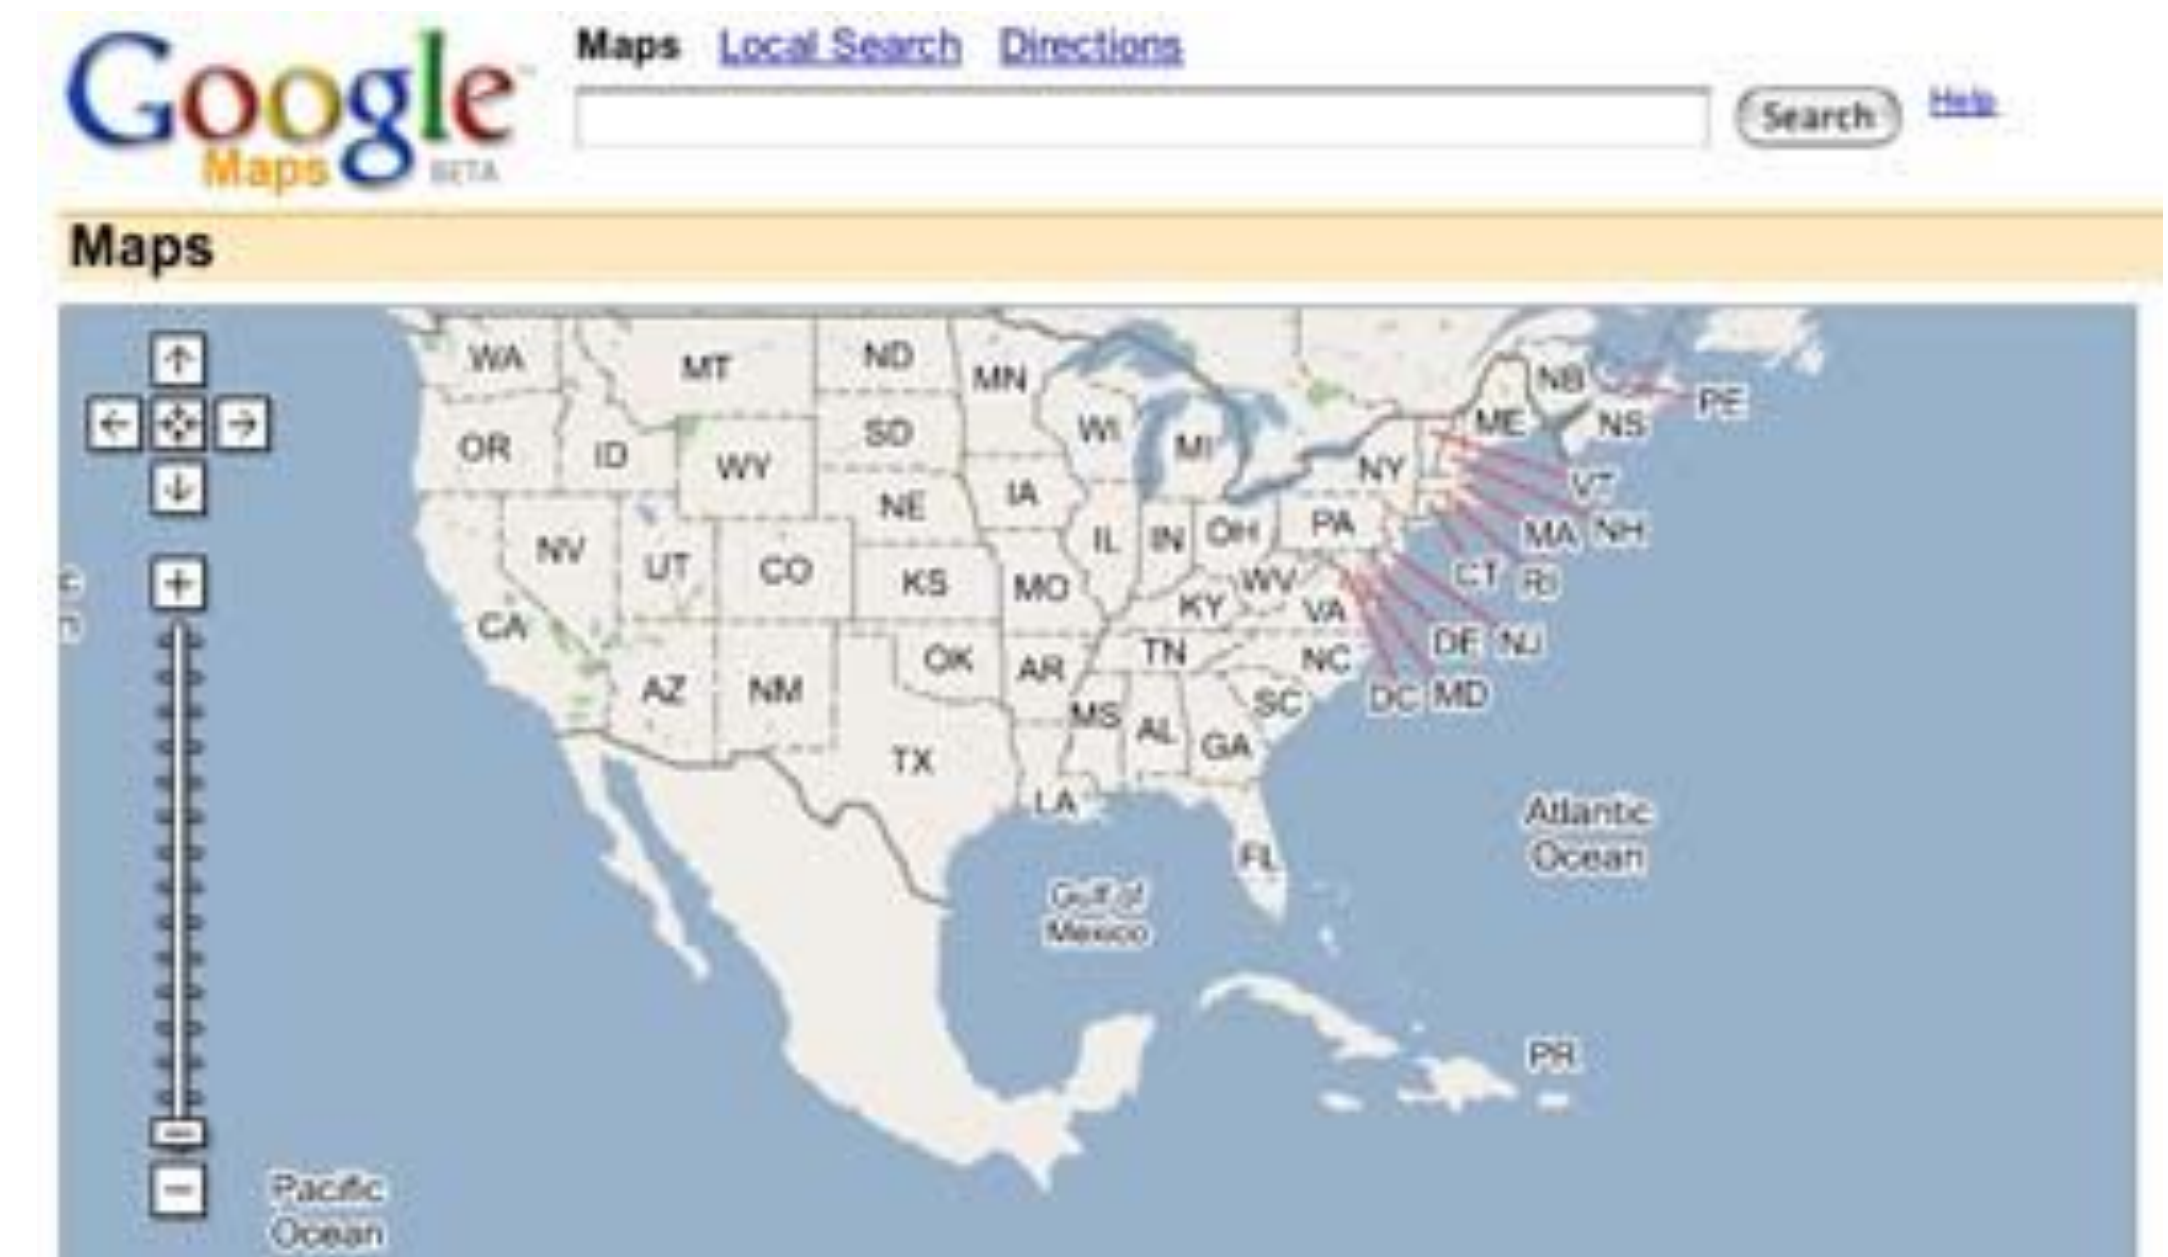 Google
Maps BETA
Maps Local Search Directions
Search Help
Maps
WA MT ND MN NB PE
OR ID WY SD WI MI NY ME NS
NV UT CO NE IA IL IN OH PA VT
MA NH
CA KS MO KY WV VA CT RI
AZ NM OK AR TN NC DE NJ
TX MS AL GA SC DC MD
LA
FL
Atlantic
Ocean
Gulf of
Mexico
PR
Pacific
Ocean